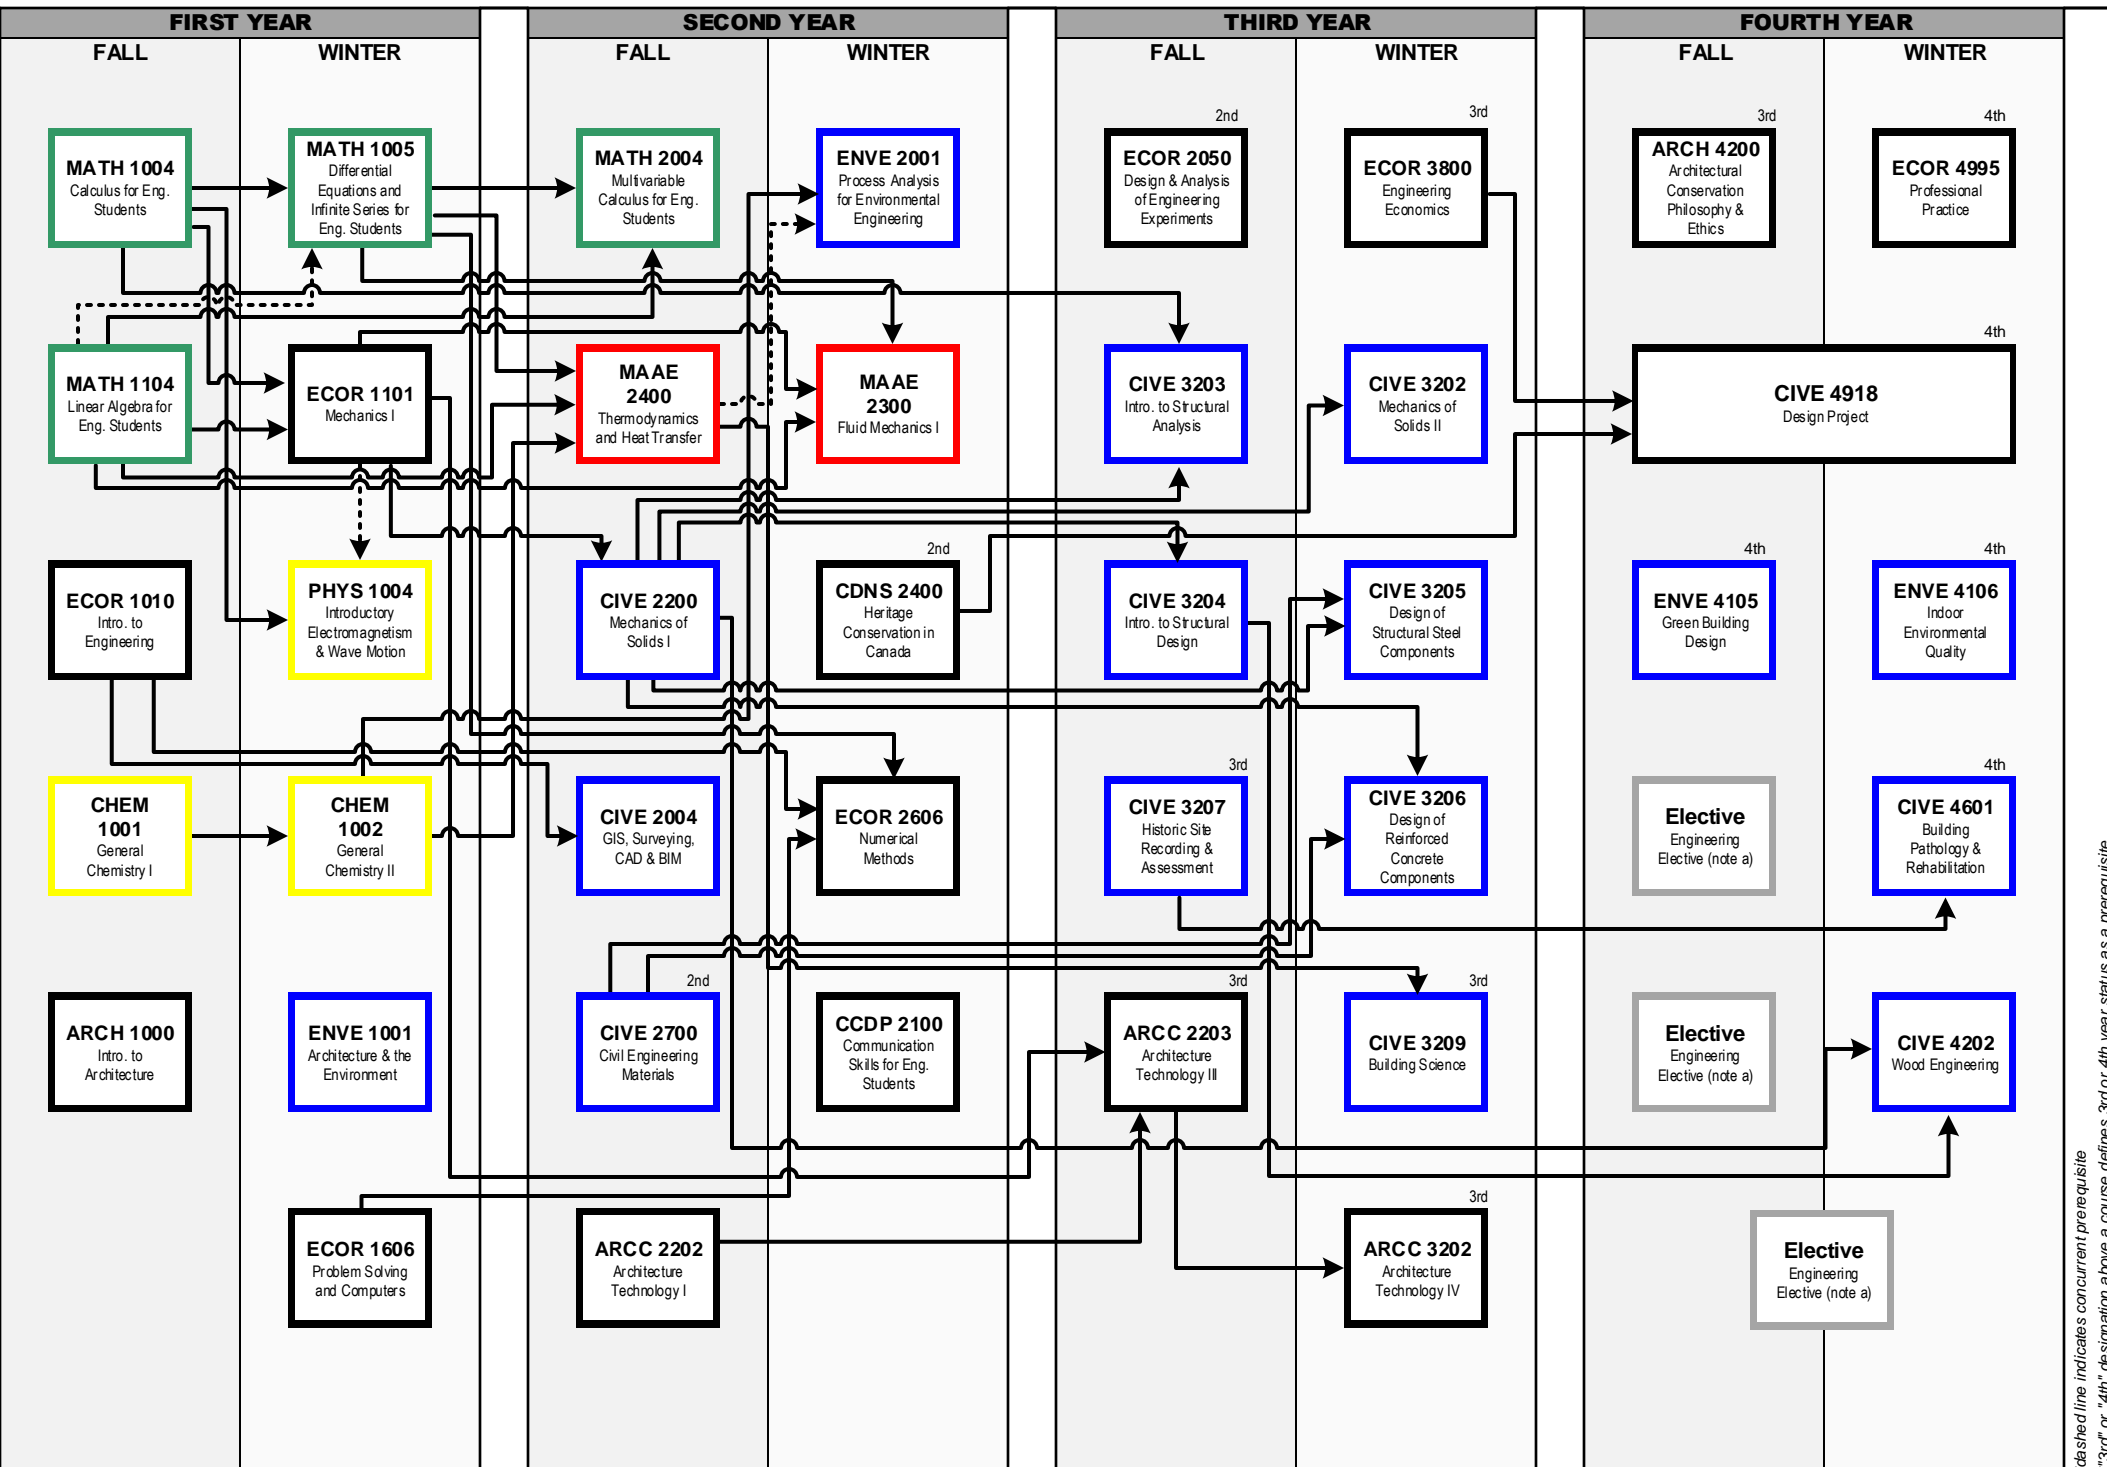 FIRST YEAR
SECOND YEAR
THIRD YEAR
FOURTH YEAR
FALL
WINTER
FALL
WINTER
FALL
WINTER
FALL
WINTER
MATH 1004
Calculus for Eng.
Students
MATH 1005
Differential
Equations and
Infinite Series for
Eng. Students
MATH 2004
Multivariable
Calculus for Eng.
Students
ENVE 2001
Process Analysis
for Environmental
Engineering
2nd
ECOR 2050
Design & Analysis
of Engineering
Experiments
3rd
ECOR 3800
Engineering
Economics
3rd
ARCH 4200
Architectural
Conservation
Philosophy &
Ethics
4th
ECOR 4995
Professional
Practice
MATH 1104
Linear Algebra for
Eng. Students
ECOR 1101
Mechanics I
MAAE
2400
Thermodynamics
and Heat Transfer
MAAE
2300
Fluid Mechanics I
CIVE 3203
Intro. to Structural
Analysis
CIVE 3202
Mechanics of
Solids II
4th
CIVE 4918
Design Project
ECOR 1010
Intro. to
Engineering
PHYS 1004
Introductory
Electromagnetism
& Wave Motion
CIVE 2200
Mechanics of
Solids I
2nd
CDNS 2400
Heritage
Conservation in
Canada
CIVE 3204
Intro. to Structural
Design
CIVE 3205
Design of
Structural Steel
Components
4th
ENVE 4105
Green Building
Design
4th
ENVE 4106
Indoor
Environmental
Quality
CHEM
1001
General
Chemistry I
CHEM
1002
General
Chemistry II
CIVE 2004
GIS, Surveying,
CAD & BIM
ECOR 2606
Numerical
Methods
3rd
CIVE 3207
Historic Site
Recording &
Assessment
CIVE 3206
Design of
Reinforced
Concrete
Components
Elective
Engineering
Elective (note a)
4th
CIVE 4601
Building
Pathology &
Rehabilitation
ARCH 1000
Intro. to
Architecture
ENVE 1001
Architecture & the
Environment
2nd
CIVE 2700
Civil Engineering
Materials
CCDP 2100
Communication
Skills for Eng.
Students
3rd
ARCC 2203
Architecture
Technology III
3rd
CIVE 3209
Building Science
Elective
Engineering
Elective (note a)
CIVE 4202
Wood Engineering
ECOR 1606
Problem Solving
and Computers
ARCC 2202
Architecture
Technology I
3rd
ARCC 3202
Architecture
Technology IV
Elective
Engineering
Elective (note a)
dashed line indicates concurrent prerequisite
"3rd" or "4th" designation above a course defines 3rd or 4th year status as a prerequisite